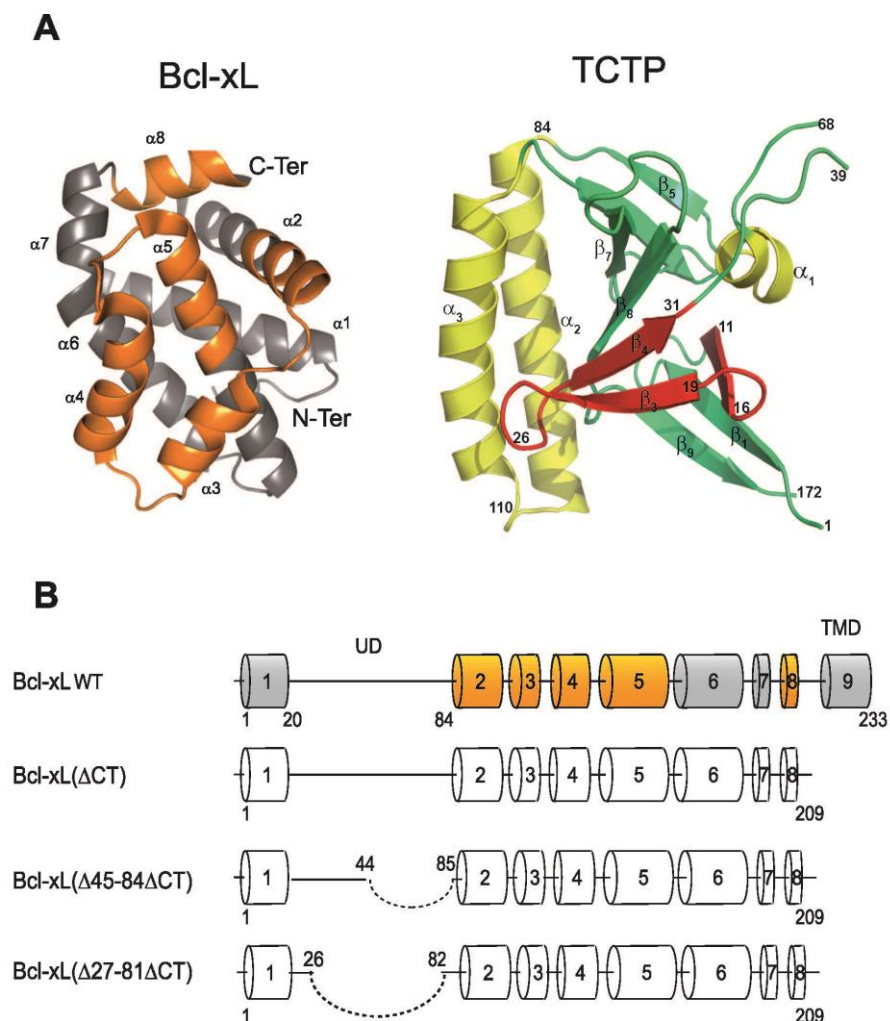 A
Bcl-xL TCTP
α8 C-Ter α7 α5 α2 α1 α6 α4 N-Ter α3
84 68 39 β5 β7 α1 α3 α2 β8 31 11 β4 19 β3 16 26 β9 β1 110 172 1
B
UD TMD
Bcl-xL WT 1 2 3 4 5 6 7 8 9
1 20 84 233
Bcl-xL(ΔCT) 1 2 3 4 5 6 7 8
1 209
44 85
Bcl-xL(Δ45-84ΔCT) 1 2 3 4 5 6 7 8
1 209
26 82
Bcl-xL(Δ27-81ΔCT) 1 2 3 4 5 6 7 8
1 209